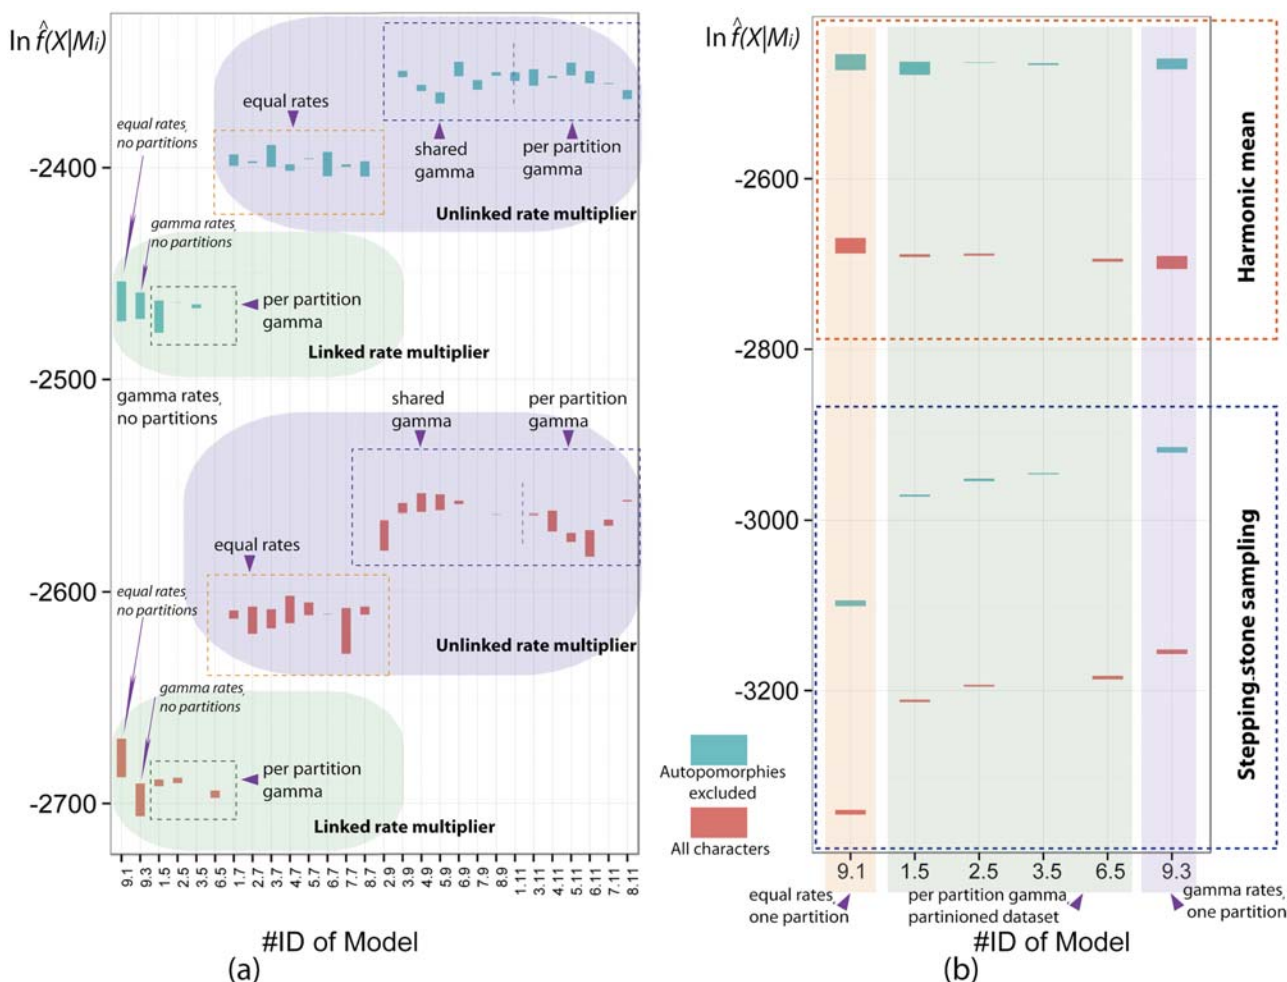 ln f̂(X|Mi)
equal rates,
no partitions
gamma rates,
no partitions
equal rates
shared
gamma
per partition
gamma
Unlinked rate multiplier
per partition
gamma
Linked rate multiplier
gamma rates,
no partitions
shared
gamma
per partition
gamma
equal rates
equal rates,
no partitions
Unlinked rate multiplier
gamma rates,
no partitions
per partition
gamma
Linked rate multiplier
-2400
-2500
-2600
-2700
9.1
9.3
1.5
2.5
3.5
6.5
1.7
2.7
3.7
4.7
5.7
6.7
7.7
8.7
2.9
3.9
4.9
5.9
6.9
7.9
8.9
1.11
3.11
4.11
5.11
6.11
7.11
8.11
#ID of Model
(a)
ln f̂(X|Mi)
-2600
-2800
-3000
-3200
Harmonic mean
Stepping.stone sampling
Autopomorphies
excluded
All characters
9.1
1.5
2.5
3.5
6.5
9.3
equal rates,
one partition
per partition gamma,
partinioned dataset
gamma rates,
one partition
#ID of Model
(b)